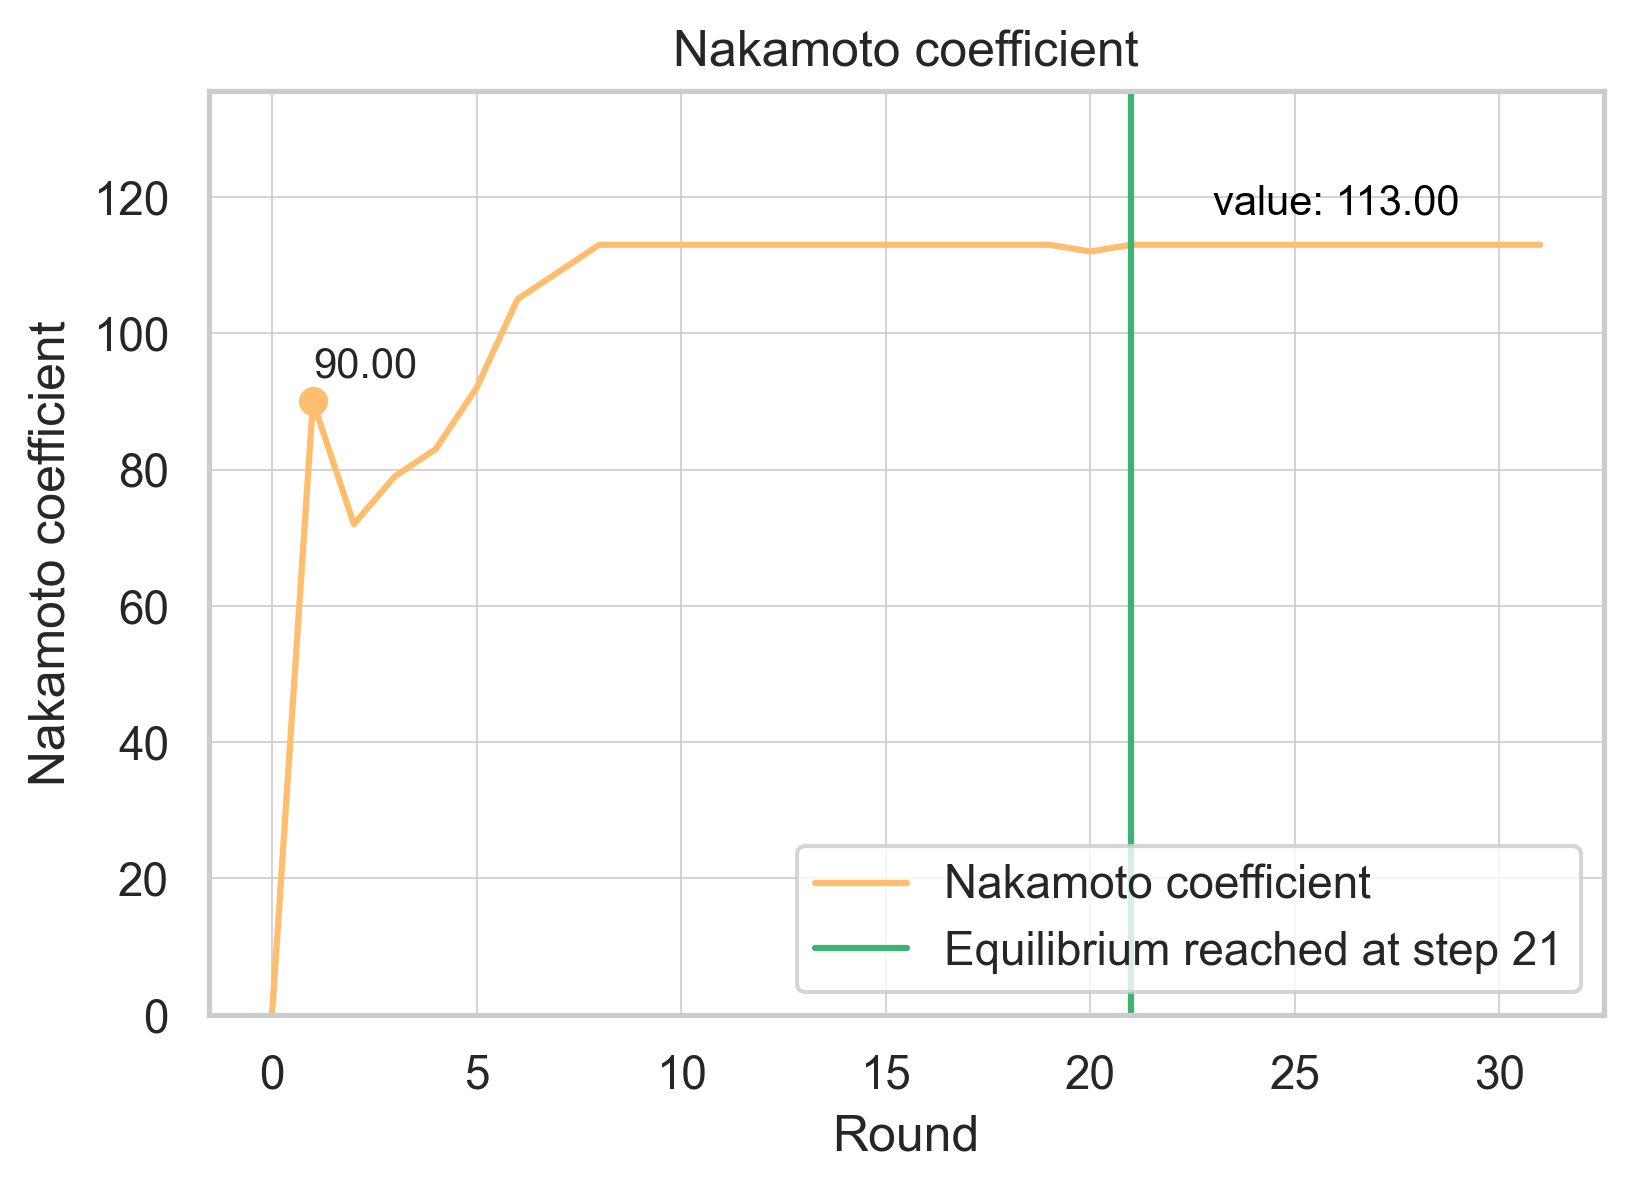 Nakamoto coefficient
Nakamoto coefficient
120
100
80
60
40
20
0
value: 113.00
90.00
Nakamoto coefficient
Equilibrium reached at step 21
0 5 10 15 20 25 30
Round